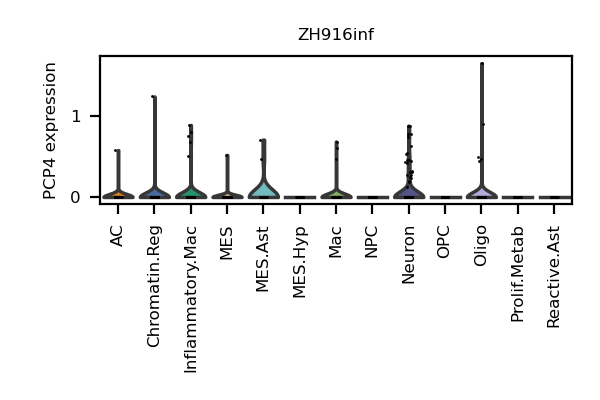 ZH916inf
PCP4 expression
1
0
AC
Chromatin.Reg
Inflammatory.Mac
MES
MES.Ast
MES.Hyp
Mac
NPC
Neuron
OPC
Oligo
Prolif.Metab
Reactive.Ast